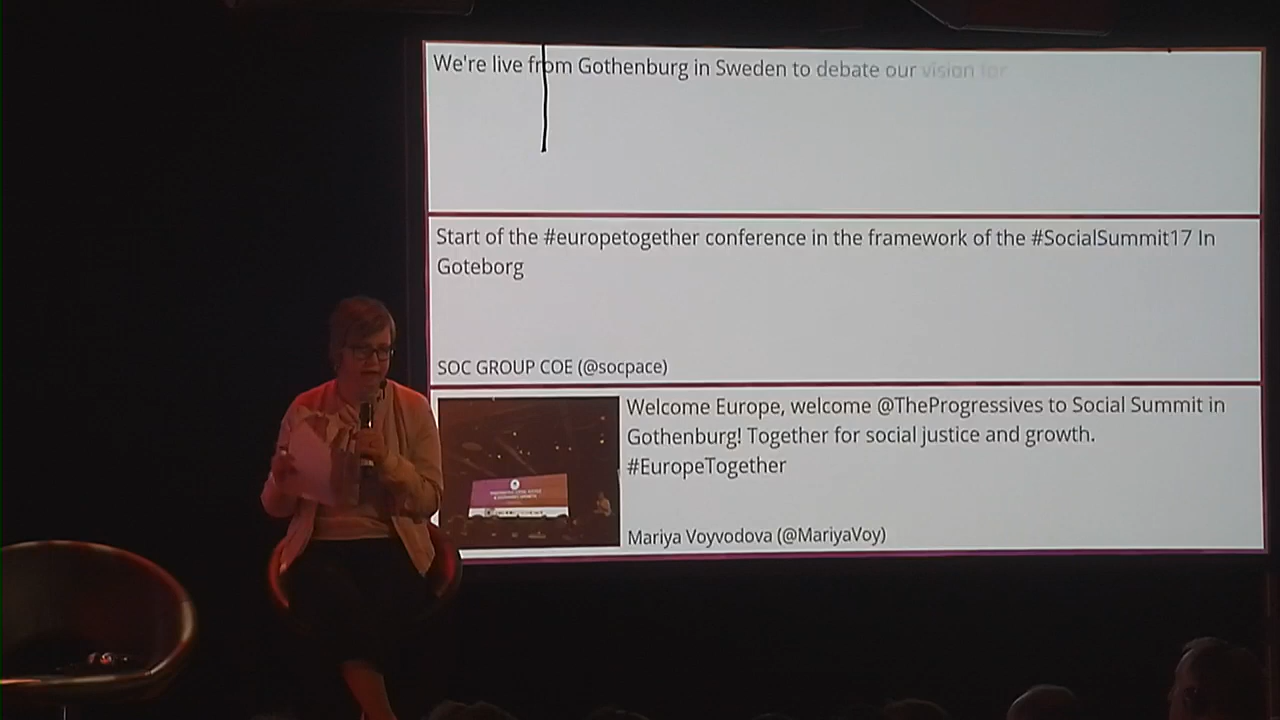 We're live from Gothenburg in Sweden to debate our vision for
Start of the #europetogether conference in the framework of the #SocialSummit17 In
Goteborg
SOC GROUP COE (@socpace)
Welcome Europe, welcome @TheProgressives to Social Summit in
Gothenburg! Together for social justice and growth.
#EuropeTogether
Mariya Voyvodova (@MariyaVoy)